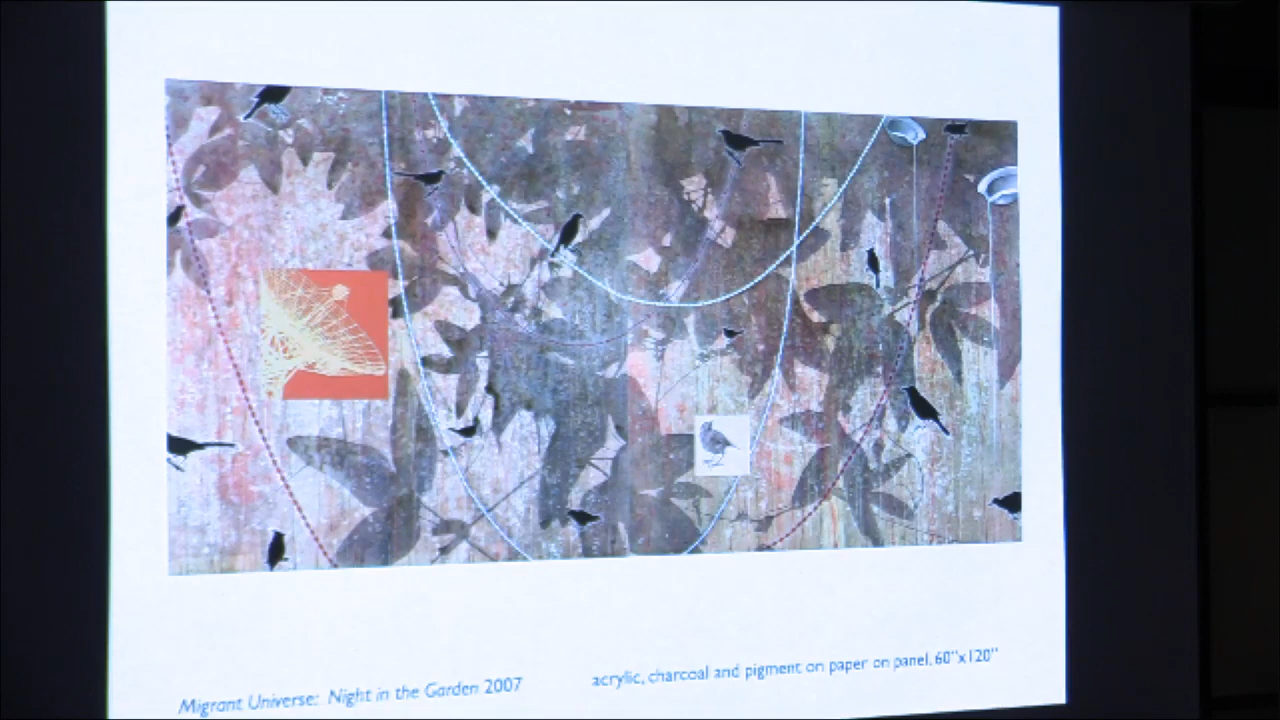 Migrant Universe: Night in the Garden 2007
acrylic, charcoal and pigment on paper on panel, 60"x120"